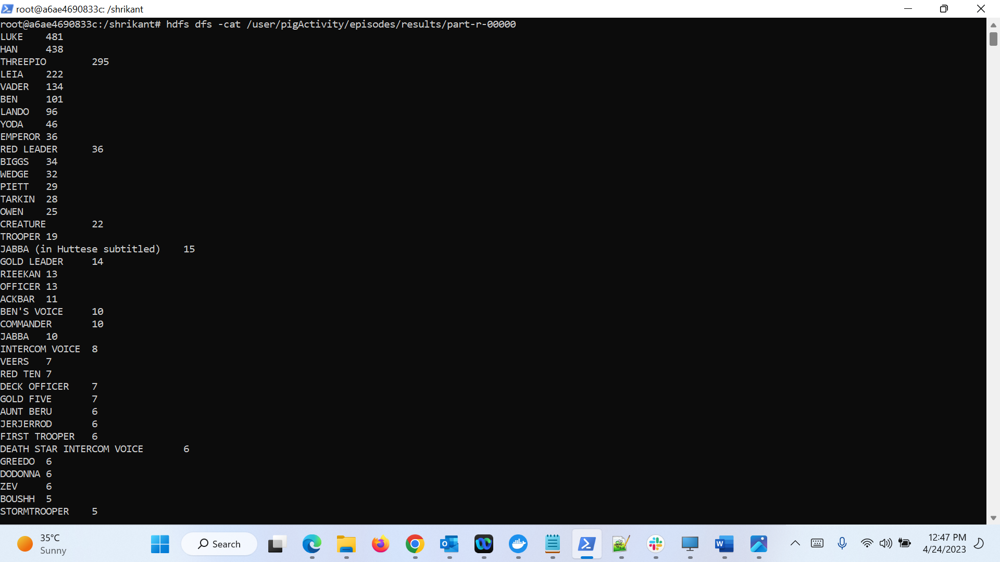 root@a6ae4690833c: /shrikant
root@a6ae4690833c:/shrikant# hdfs dfs -cat /user/pigActivity/episodes/results/part-r-00000
LUKE 481
HAN 438
THREEPIO 295
LEIA 222
VADER 134
BEN 101
LANDO 96
YODA 46
EMPEROR 36
RED LEADER 36
BIGGS 34
WEDGE 32
PIETT 29
TARKIN 28
OWEN 25
CREATURE 22
TROOPER 19
JABBA (in Huttese subtitled) 15
GOLD LEADER 14
RIEEKAN 13
OFFICER 13
ACKBAR 11
BEN'S VOICE 10
COMMANDER 10
JABBA 10
INTERCOM VOICE 8
VEERS 7
RED TEN 7
DECK OFFICER 7
GOLD FIVE 7
AUNT BERU 6
JERJERROD 6
FIRST TROOPER 6
DEATH STAR INTERCOM VOICE 6
GREEDO 6
DODONNA 6
ZEV 6
BOUSHH 5
STORMTROOPER 5
35°C
Sunny
Search
12:47 PM
4/24/2023